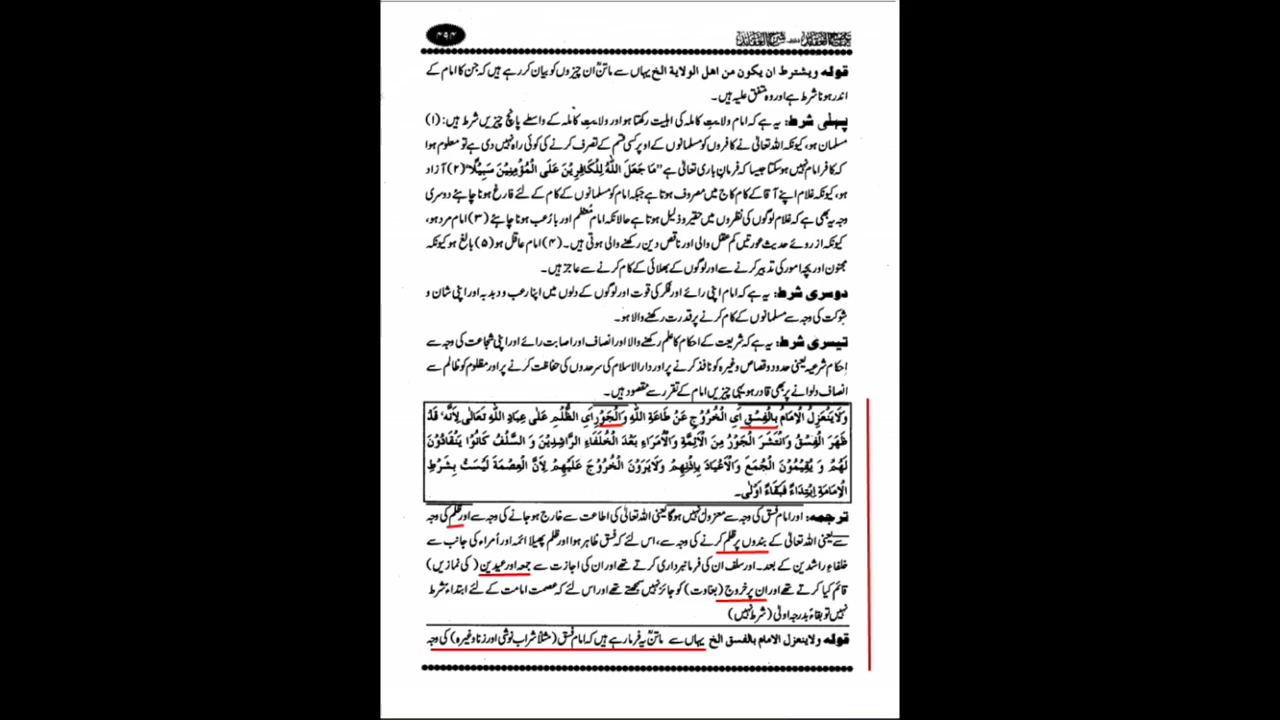 ۴۹۴
توضیح العقائد شرح العقائد
قوله ویشترط ان یکون من اهل الولایة الخ یہاں سے ماتنؒ ان چیزوں کو بیان کر رہے ہیں کہ جن کا امام کے
اندر ہونا شرط ہے اور وہ متفق علیہ ہیں۔
پہلی شرط: یہ ہے کہ امام ولایتِ کاملہ کی اہلیت رکھتا ہو اور ولایتِ کاملہ کے واسطے پانچ چیزیں شرط ہیں: (۱)
مسلمان ہو، کیونکہ اللہ تعالیٰ نے کافروں کو مسلمانوں کے اوپر کسی قسم کے تصرف کرنے کی کوئی راہ نہیں دی ہے تو معلوم ہوا
کہ کافر امام نہیں ہو سکتا جیسا کہ فرمانِ باری تعالیٰ ہے "مَا جَعَلَ اللّٰهُ لِلْکَافِرِیْنَ عَلَی الْمُؤْمِنِیْنَ سَبِیْلًا" (۲) آزاد
ہو، کیونکہ غلام اپنے آقا کے کام کاج میں مصروف ہوتا ہے جبکہ امام کو مسلمانوں کے کام کے لئے فارغ ہونا چاہئے دوسری
وجہ یہ بھی ہے کہ غلام لوگوں کی نظروں میں حقیر و ذلیل ہوتا ہے حالانکہ امام معظم اور بارعب ہونا چاہئے (۳) امام مرد ہو،
کیونکہ از روئے حدیث عورتیں کم عقل والی اور ناقص دین رکھنے والی ہوتی ہیں۔ (۴) امام عاقل ہو (۵) بالغ ہو کیونکہ
مجنون اور بچہ امور کی تدبیر کرنے سے اور لوگوں کے بھلائی کے کام کرنے سے عاجز ہیں۔
دوسری شرط: یہ ہے کہ امام اپنی رائے اور فکر کی قوت اور لوگوں کے دلوں میں اپنا رعب و دبدبہ اور اپنی شان و
شوکت کی وجہ سے مسلمانوں کے کام کرنے پر قدرت رکھنے والا ہو۔
تیسری شرط: یہ ہے کہ شریعت کے احکام کا علم رکھنے والا اور انصاف اور اصابت رائے اور اپنی شجاعت کی وجہ سے
احکام شرعیہ یعنی حدود و قصاص وغیرہ کو نافذ کرنے پر اور دار الاسلام کی سرحدوں کی حفاظت کرنے پر اور مظلوم کو ظالم سے
انصاف دلوانے پر بھی قادر ہو یہی چیزیں امام کے تقرر سے مقصود ہیں۔
وَلَا یَنْعَزِلُ الْاِمَامُ بِالْفِسْقِ اَیِ الْخُرُوْجِ عَنْ طَاعَةِ اللّٰهِ وَالْجَوْرِ اَیِ الظُّلْمِ عَلٰی عِبَادِ اللّٰهِ تَعَالٰی لِاَنَّهٗ قَدْ
ظَهَرَ الْفِسْقُ وَانْتَشَرَ الْجَوْرُ مِنَ الْاَئِمَّةِ وَالْاُمَرَاءِ بَعْدَ الْخُلَفَاءِ الرَّاشِدِیْنَ وَ السَّلْفُ کَانُوْا یَنْقَادُوْنَ
لَهُمْ وَ یُقِیْمُوْنَ الْجُمَعَ وَالْاَعْیَادَ بِاِذْنِهِمْ وَلَایَرَوْنَ الْخُرُوْجَ عَلَیْهِمْ لِاَنَّ الْعِصْمَةَ لَیْسَتْ بِشَرْطِ
الْاِمَامَةِ اِبْتِدَاءً فَبَقَاءً اَوْلٰی۔
ترجمہ: اور امام فسق کی وجہ سے معزول نہیں ہوگا یعنی اللہ تعالیٰ کی اطاعت سے خارج ہو جانے کی وجہ سے اور ظلم کی وجہ
سے یعنی اللہ تعالیٰ کے بندوں پر ظلم کرنے کی وجہ سے، اس لئے کہ فسق ظاہر ہوا اور ظلم پھیلا ائمہ اور اُمراء کی جانب سے
خلفاءِ راشدین کے بعد۔ اور سلف ان کی فرمانبرداری کرتے تھے اور ان کی اجازت سے جمعہ اور عیدین (کی نمازیں)
قائم کیا کرتے تھے اور ان پر خروج (بغاوت) کو جائز نہیں سمجھتے تھے اور اس لئے کہ عصمت امامت کے لئے ابتداءً شرط
نہیں تو بقاءً بدرجہ اولیٰ (شرط نہیں)
قوله ولاینعزل الامام بالفسق الخ یہاں سے ماتنؒ یہ فرما رہے ہیں کہ امام فسق (مثلاً شراب نوشی اور زنا وغیرہ) کی وجہ